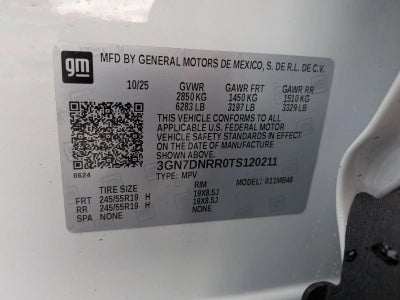 gm
MFD BY GENERAL MOTORS DE MEXICO, S. DE R.L. DE C.V.
10/25 GVWR GAWR FRT GAWR RR
2850 KG 1450 KG 1510 KG
6283 LB 3197 LB 3329 LB
THIS VEHICLE CONFORMS TO ALL
APPLICABLE U.S. FEDERAL MOTOR
VEHICLE SAFETY STANDARDS IN EFFECT
ON THE DATE OF MANUFACTURE
SHOWN ABOVE.
3GN7DNRR0TS120211
8624 TYPE: MPV MODEL: 011MB48
TIRE SIZE RIM
FRT 245/55R19 H 19X8.5J
RR 245/55R19 H 19X8.5J
SPA NONE NONE